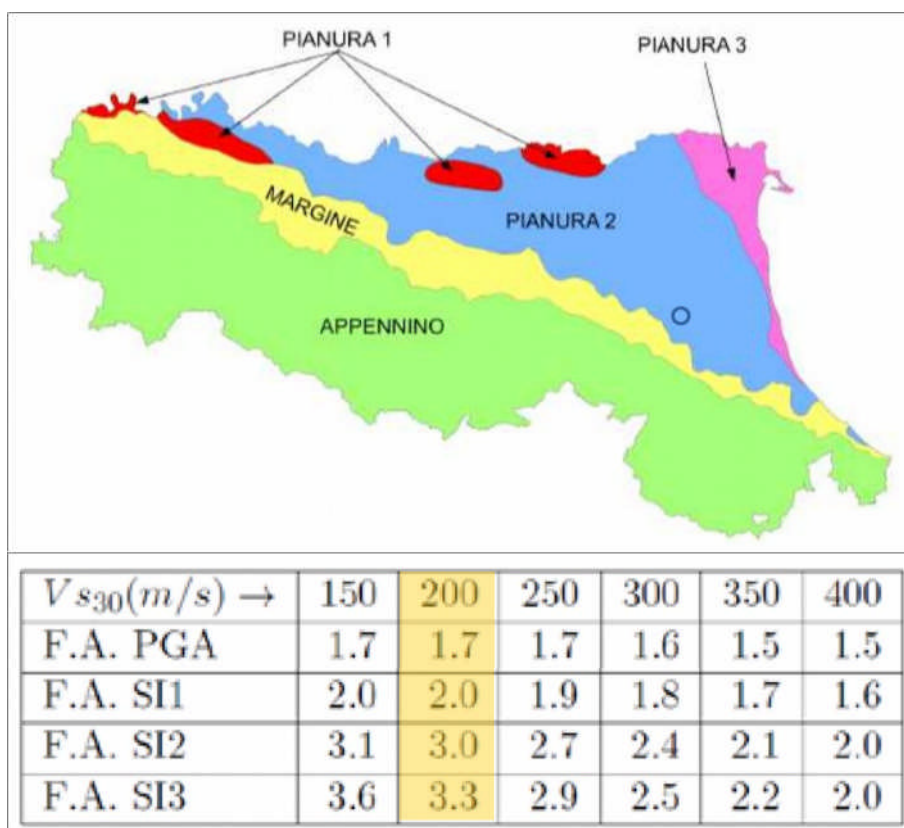 PIANURA 1
PIANURA 3
MARGINE
PIANURA 2
APPENNINO
Vs30(m/s) → 150 200 250 300 350 400
F.A. PGA 1.7 1.7 1.7 1.6 1.5 1.5
F.A. SI1 2.0 2.0 1.9 1.8 1.7 1.6
F.A. SI2 3.1 3.0 2.7 2.4 2.1 2.0
F.A. SI3 3.6 3.3 2.9 2.5 2.2 2.0